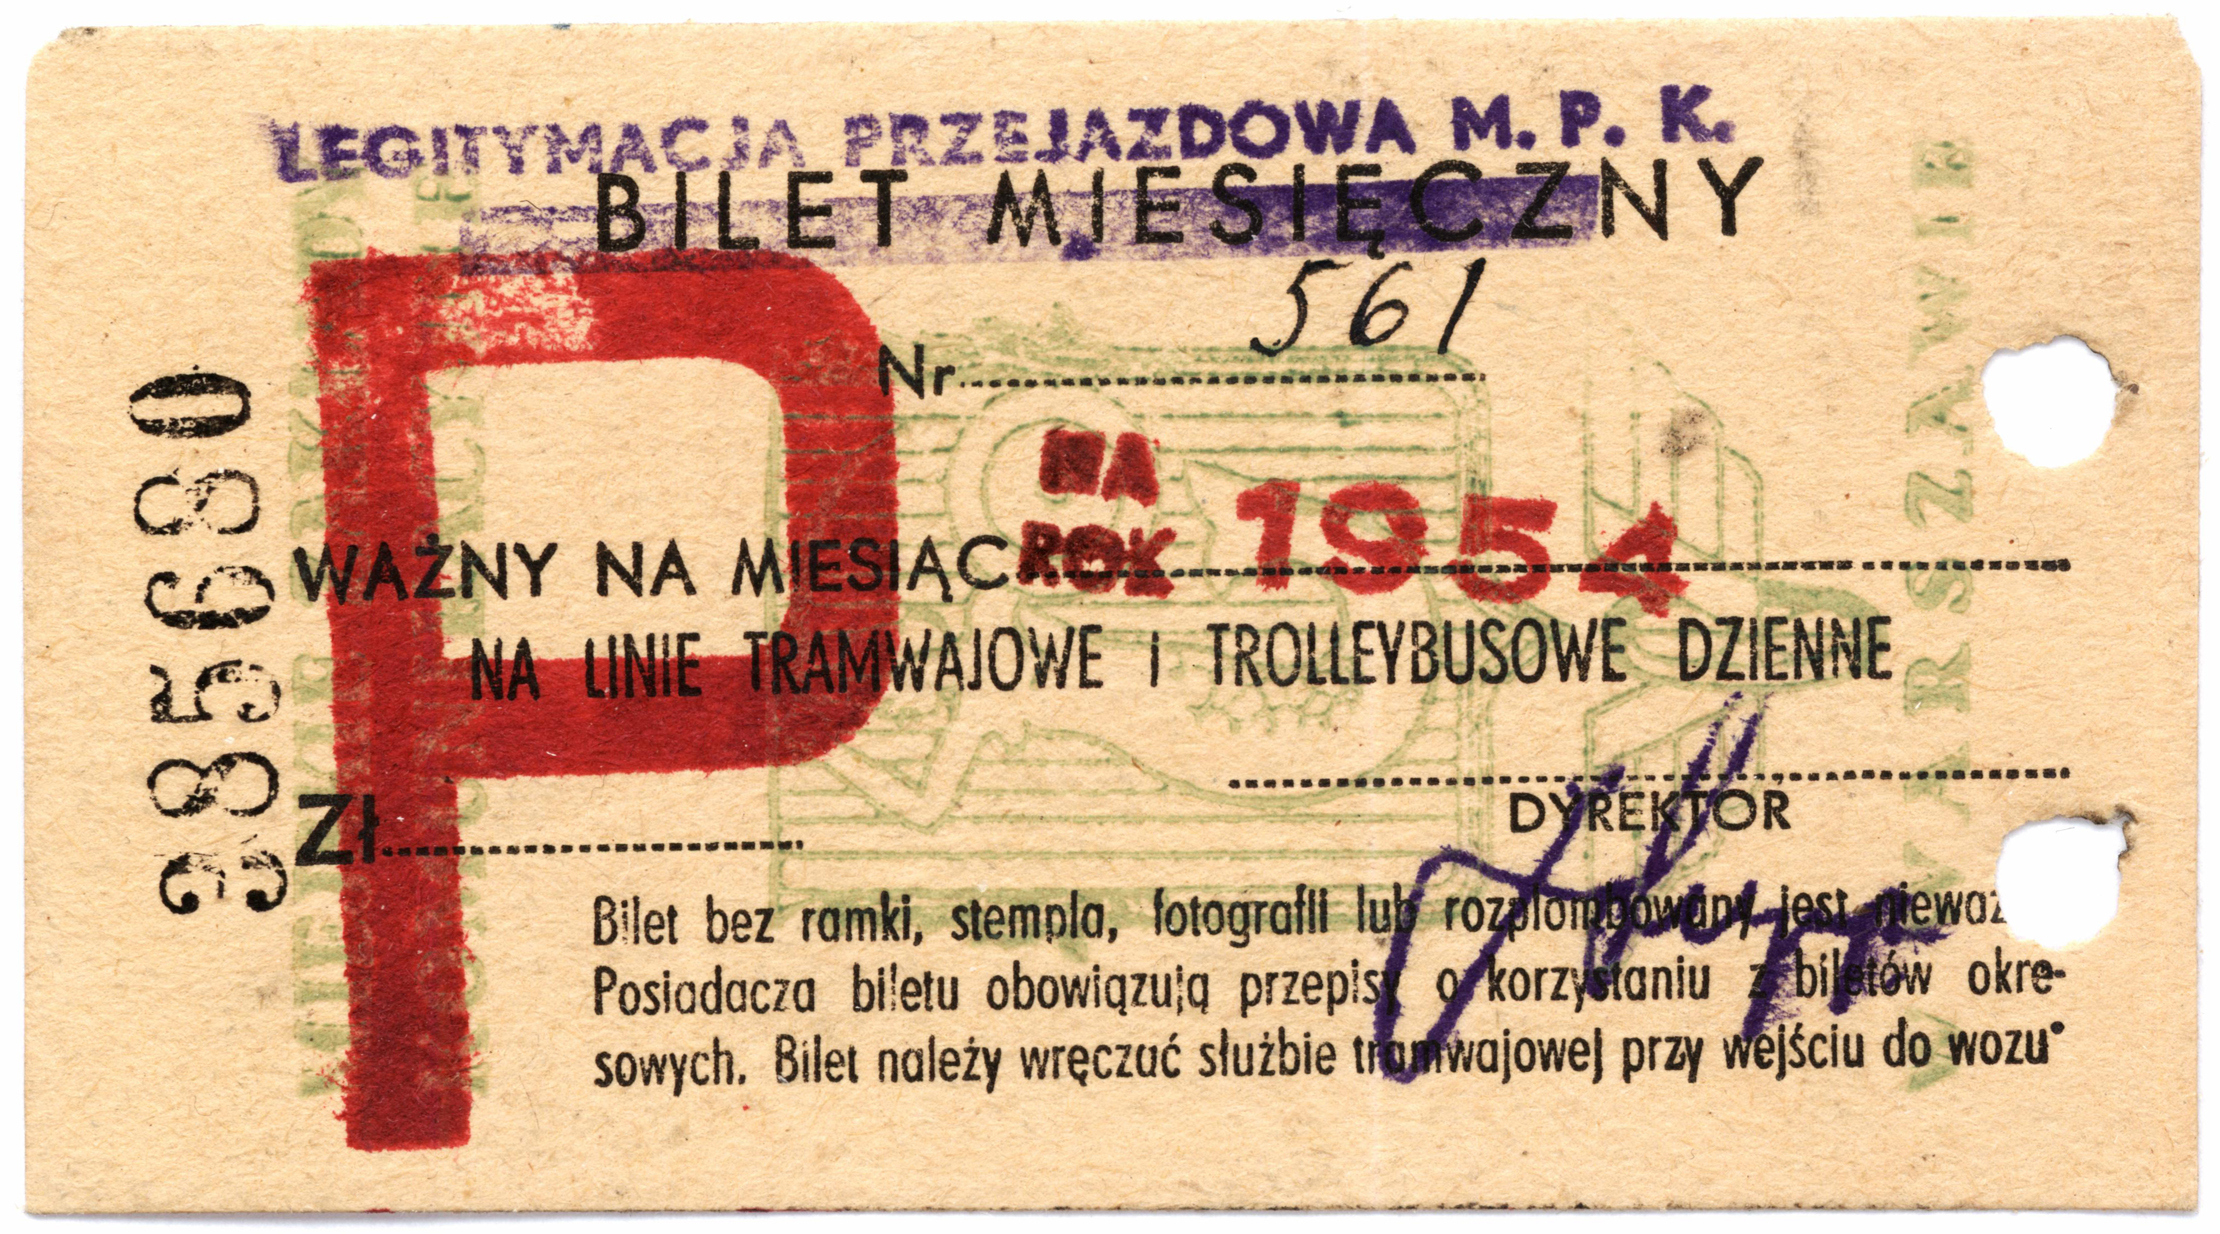 LEGITYMACJA PRZEJAZDOWA M. P. K.
BILET MIESIĘCZNY
Nr 561
P
NA
ROK 1954
WAŻNY NA MIESIĄC
NA LINIE TRAMWAJOWE i TROLLEYBUSOWE DZIENNE
Zł
DYREKTOR
Bilet bez ramki, stempla, fotografii lub rozplombowany jest nieważ
Posiadacza biletu obowiązują przepisy o korzystaniu z biletów okre-
sowych. Bilet należy wręczać służbie tramwajowej przy wejściu do wozu
385680
W WARSZAWIE